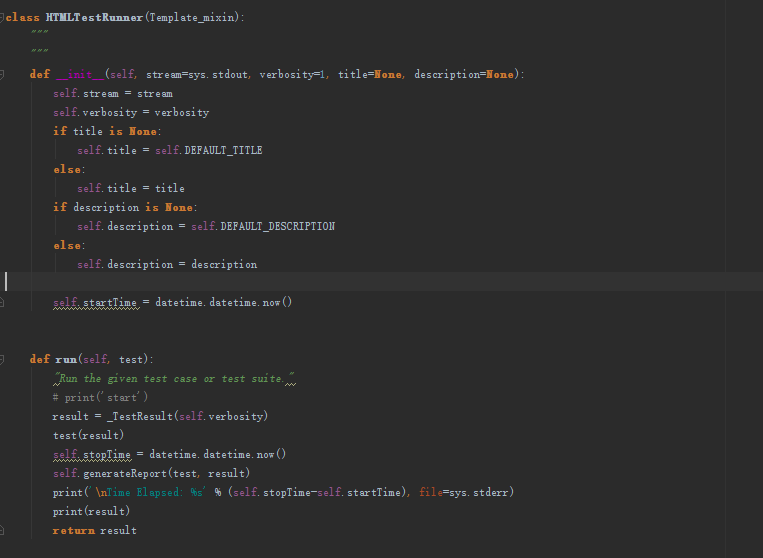 class HTMLTestRunner(Template_mixin):
    """
    """
    def __init__(self, stream=sys.stdout, verbosity=1, title=None, description=None):
        self.stream = stream
        self.verbosity = verbosity
        if title is None:
            self.title = self.DEFAULT_TITLE
        else:
            self.title = title
        if description is None:
            self.description = self.DEFAULT_DESCRIPTION
        else:
            self.description = description
        self.startTime = datetime.datetime.now()
    def run(self, test):
        "Run the given test case or test suite."
        # print('start')
        result = _TestResult(self.verbosity)
        test(result)
        self.stopTime = datetime.datetime.now()
        self.generateReport(test, result)
        print('\nTime Elapsed: %s' % (self.stopTime-self.startTime), file=sys.stderr)
        print(result)
        return result